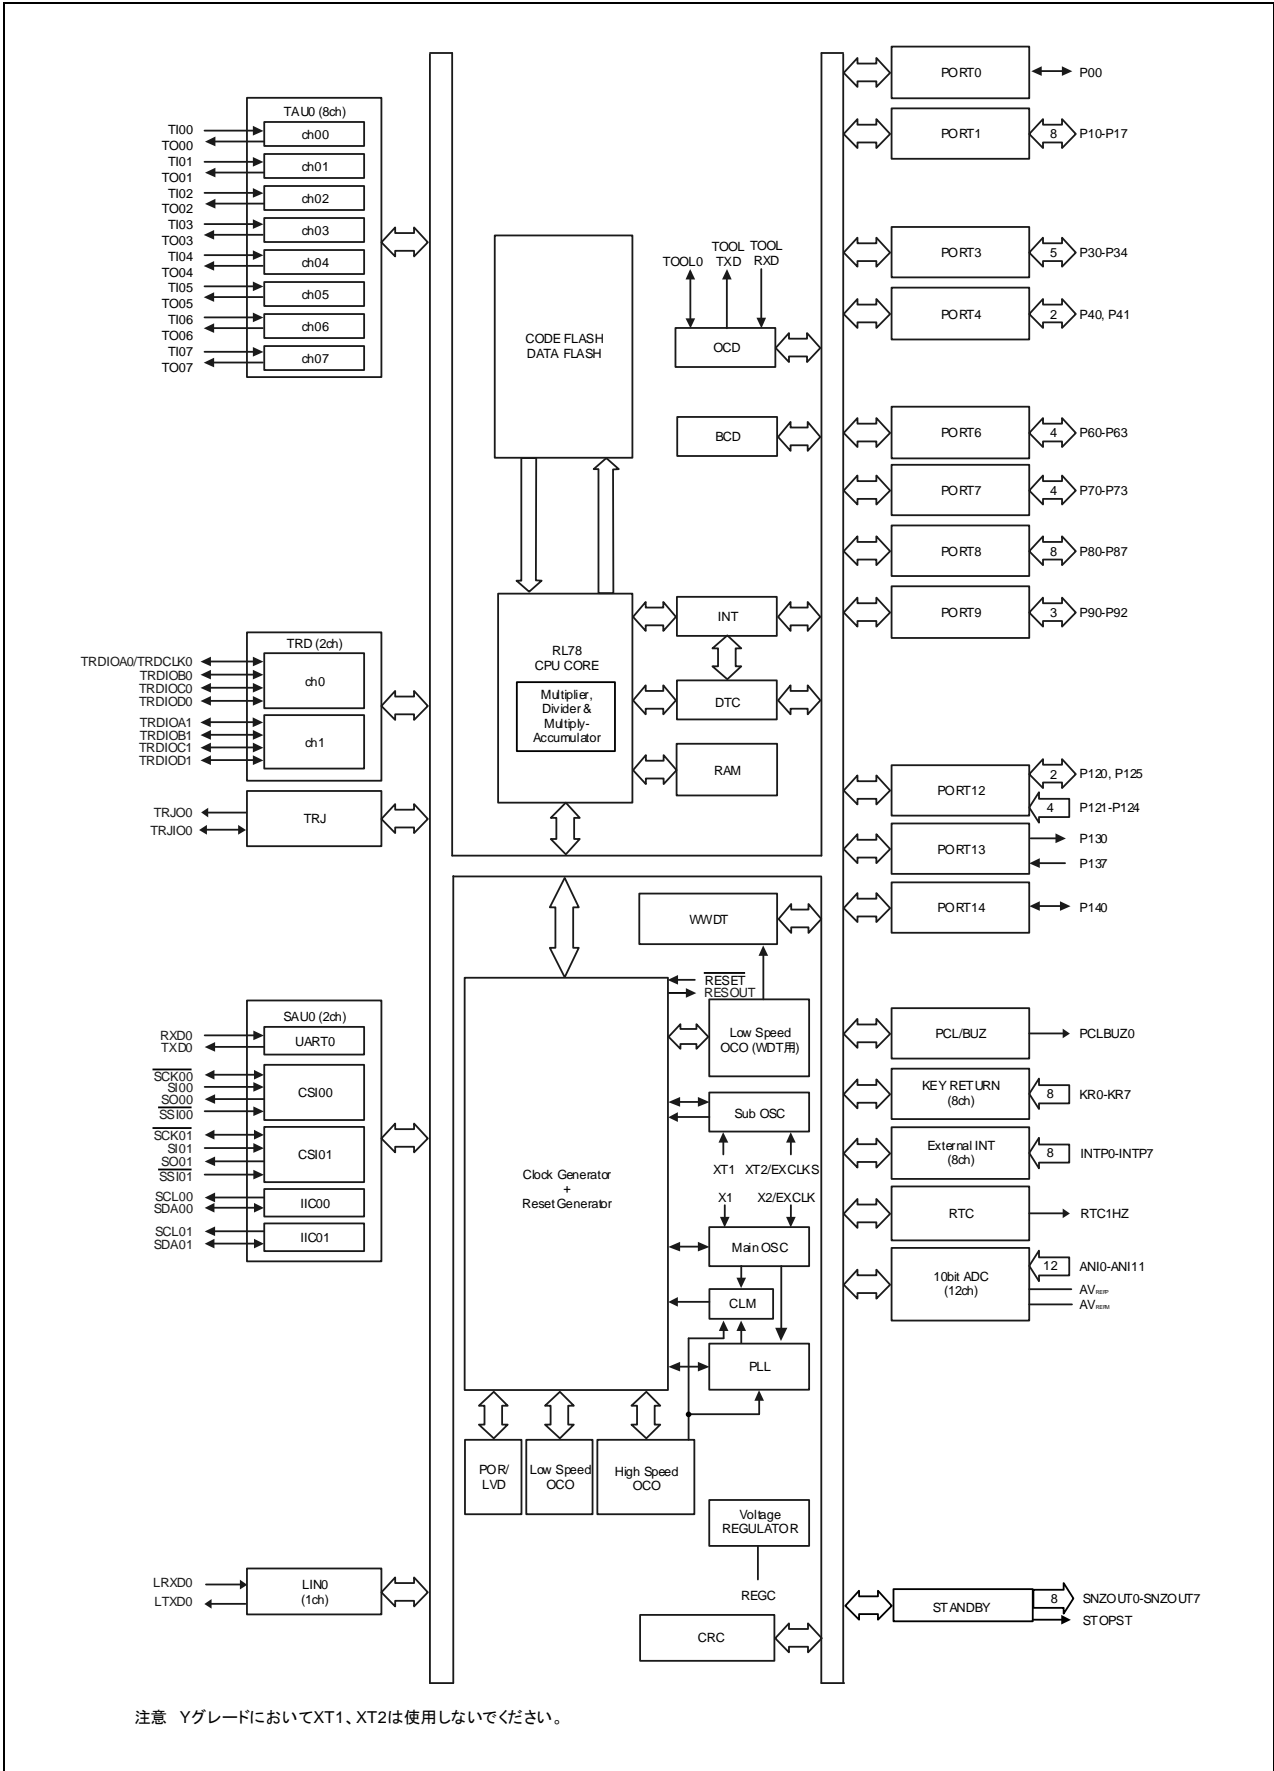 TAU0 (8ch)
TI00
TO00
ch00
TI01
TO01
ch01
TI02
TO02
ch02
TI03
TO03
ch03
TI04
TO04
ch04
TI05
TO05
ch05
TI06
TO06
ch06
TI07
TO07
ch07
TRD (2ch)
TRDIOA0/TRDCLK0
TRDIOB0
TRDIOC0
TRDIOD0
ch0
TRDIOA1
TRDIOB1
TRDIOC1
TRDIOD1
ch1
TRJO0
TRJIO0
TRJ
SAU0 (2ch)
RXD0
TXD0
UART0
SCK00
SI00
SO00
SSI00
CSI00
SCK01
SI01
SO01
SSI01
CSI01
SCL00
SDA00
IIC00
SCL01
SDA01
IIC01
LRXD0
LTXD0
LIN0
(1ch)
CODE FLASH
DATA FLASH
TOOL0
TOOL
TXD
TOOL
RXD
OCD
BCD
RL78
CPU CORE
Multiplier,
Divider &
Multiply-
Accumulator
INT
DTC
RAM
WWDT
RESET
RESOUT
Low Speed
OCO (WDT用)
Sub OSC
XT1
XT2/EXCLKS
X1
X2/EXCLK
Main OSC
CLM
PLL
Clock Generator
+
Reset Generator
POR/
LVD
Low Speed
OCO
High Speed
OCO
Voltage
REGULATOR
REGC
CRC
PORT0
P00
PORT1
8
P10-P17
PORT3
5
P30-P34
PORT4
2
P40, P41
PORT6
4
P60-P63
PORT7
4
P70-P73
PORT8
8
P80-P87
PORT9
3
P90-P92
PORT12
2
P120, P125
4
P121-P124
PORT13
P130
P137
PORT14
P140
PCL/BUZ
PCLBUZ0
KEY RETURN
(8ch)
8
KR0-KR7
External INT
(8ch)
8
INTP0-INTP7
RTC
RTC1HZ
10bit ADC
(12ch)
12
ANI0-ANI11
AVREFP
AVREFM
STANDBY
8
SNZOUT0-SNZOUT7
STOPST
注意 YグレードにおいてXT1、XT2は使用しないでください。